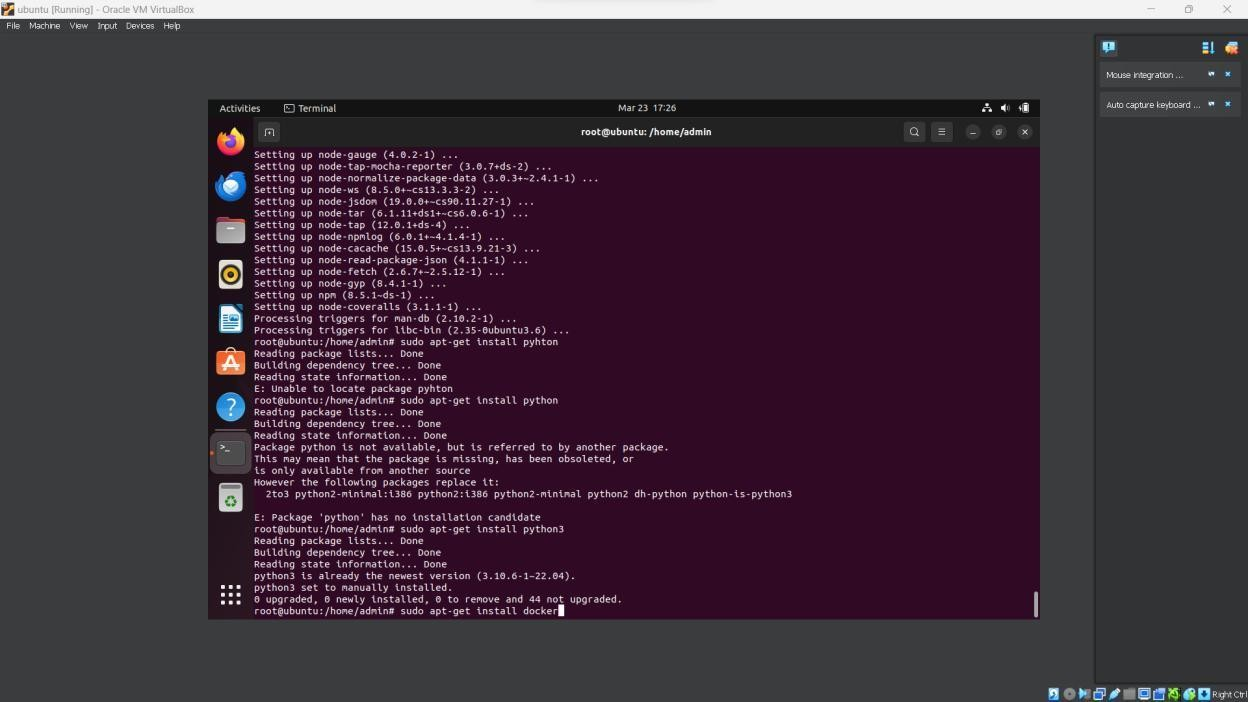 ubuntu [Running] - Oracle VM VirtualBox
File Machine View Input Devices Help
Mouse integration ...
Auto capture keyboard ...
Activities Terminal Mar 23 17:26
root@ubuntu: /home/admin
Setting up node-gauge (4.0.2-1) ...
Setting up node-tap-mocha-reporter (3.0.7+ds-2) ...
Setting up node-normalize-package-data (3.0.3+~2.4.1-1) ...
Setting up node-ws (8.5.0+~cs13.3.3-2) ...
Setting up node-jsdom (19.0.0+~cs90.11.27-1) ...
Setting up node-tar (6.1.11+ds1+~cs6.0.6-1) ...
Setting up node-tap (12.0.1+ds-4) ...
Setting up node-npmlog (6.0.1+~4.1.4-1) ...
Setting up node-cacache (15.0.5+~cs13.9.21-3) ...
Setting up node-read-package-json (4.1.1-1) ...
Setting up node-fetch (2.6.7+~2.5.12-1) ...
Setting up node-gyp (8.4.1-1) ...
Setting up npm (8.5.1~ds-1) ...
Setting up node-coveralls (3.1.1-1) ...
Processing triggers for man-db (2.10.2-1) ...
Processing triggers for libc-bin (2.35-0ubuntu3.6) ...
root@ubuntu:/home/admin# sudo apt-get install pyhton
Reading package lists... Done
Building dependency tree... Done
Reading state information... Done
E: Unable to locate package pyhton
root@ubuntu:/home/admin# sudo apt-get install python
Reading package lists... Done
Building dependency tree... Done
Reading state information... Done
Package python is not available, but is referred to by another package.
This may mean that the package is missing, has been obsoleted, or
is only available from another source
However the following packages replace it:
2to3 python2-minimal:i386 python2:i386 python2-minimal python2 dh-python python-is-python3
E: Package 'python' has no installation candidate
root@ubuntu:/home/admin# sudo apt-get install python3
Reading package lists... Done
Building dependency tree... Done
Reading state information... Done
python3 is already the newest version (3.10.6-1~22.04).
python3 set to manually installed.
0 upgraded, 0 newly installed, 0 to remove and 44 not upgraded.
root@ubuntu:/home/admin# sudo apt-get install docker
Right Ctrl